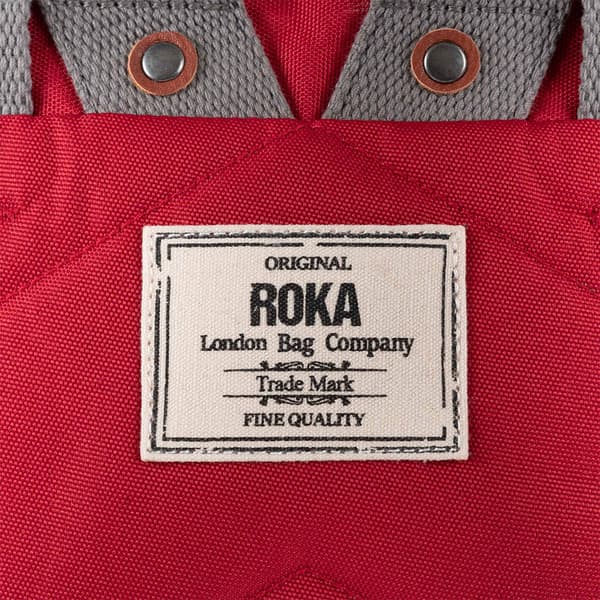 ORIGINAL
ROKA
London Bag Company
Trade Mark
FINE QUALITY